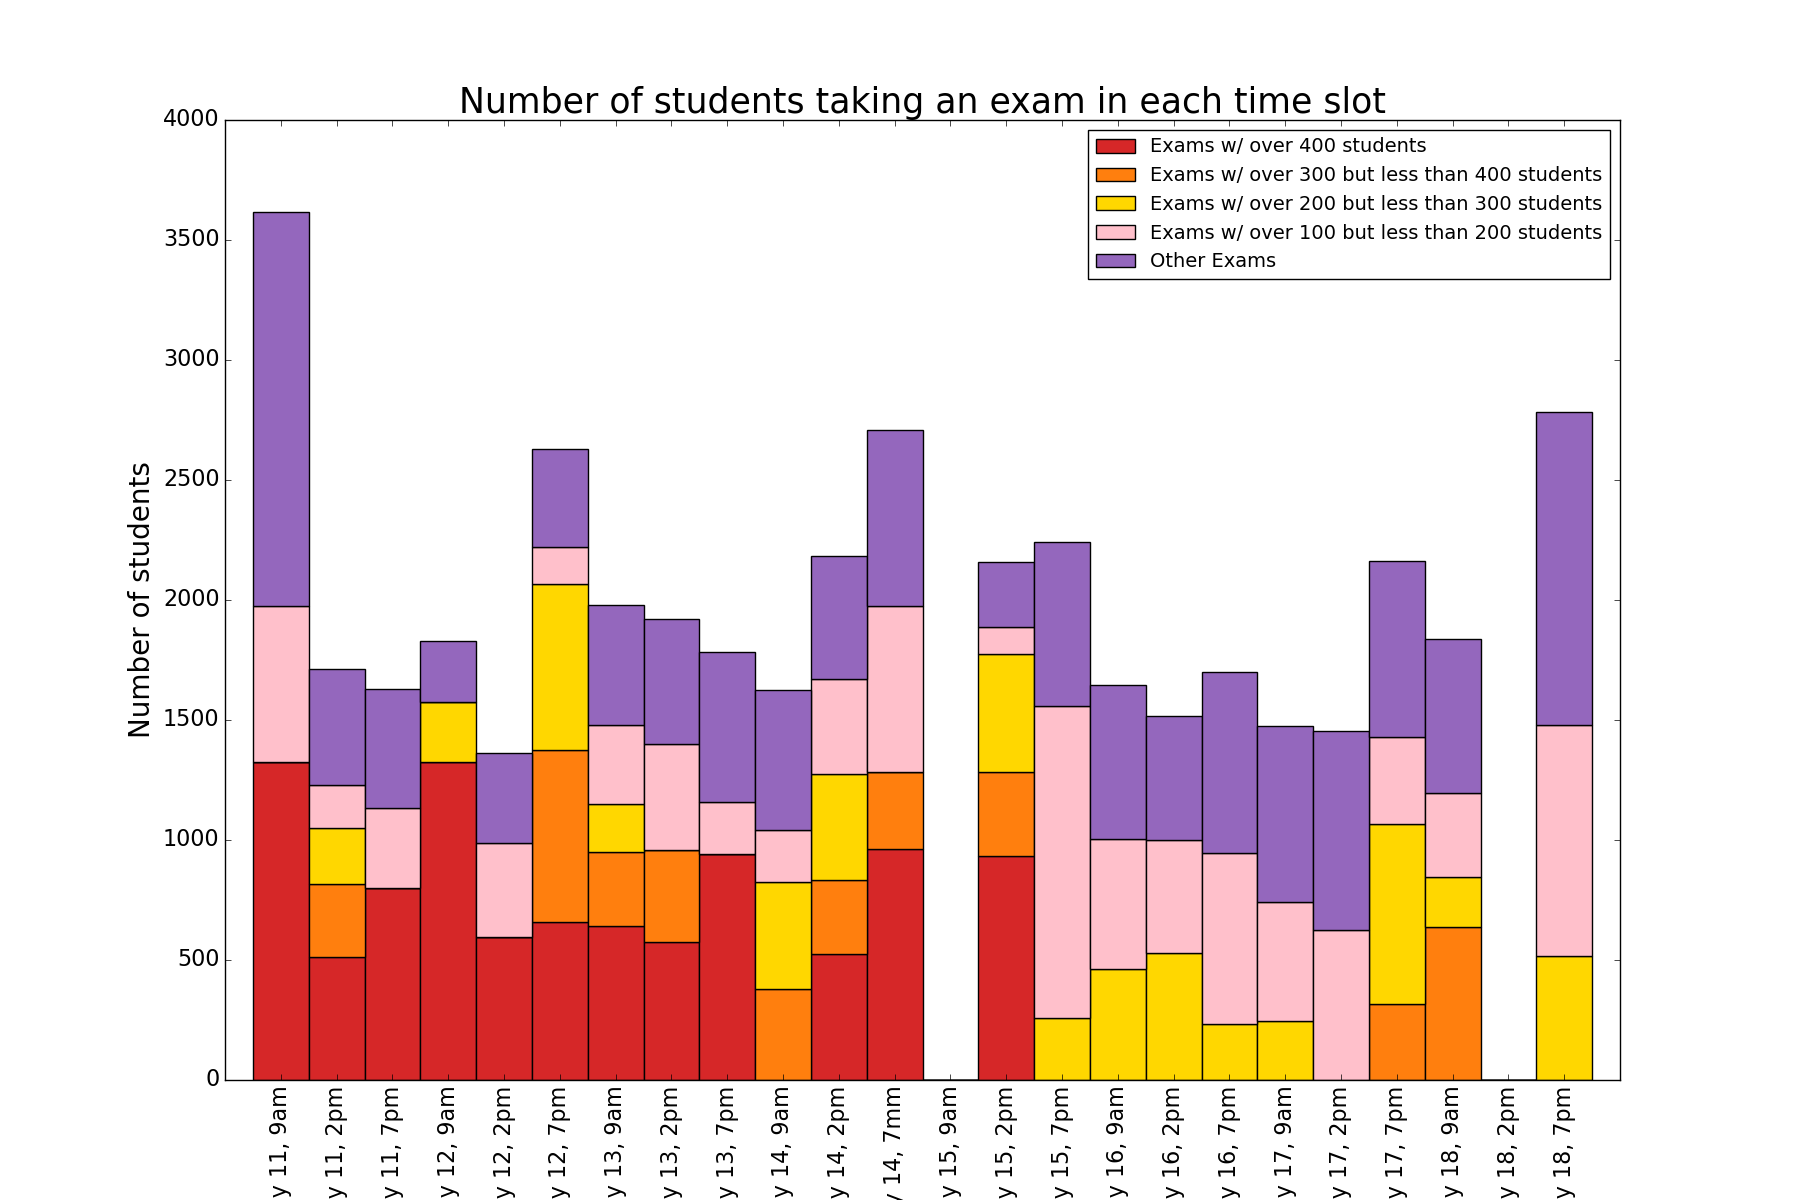 Number of students taking an exam in each time slot
Exams w/ over 400 students
Exams w/ over 300 but less than 400 students
Exams w/ over 200 but less than 300 students
Exams w/ over 100 but less than 200 students
Other Exams
Number of students
4000
3500
3000
2500
2000
1500
1000
500
0
y 11, 9am
y 11, 2pm
y 11, 7pm
y 12, 9am
y 12, 2pm
y 12, 7pm
y 13, 9am
y 13, 2pm
y 13, 7pm
y 14, 9am
y 14, 2pm
y 14, 7mm
y 15, 9am
y 15, 2pm
y 15, 7pm
y 16, 9am
y 16, 2pm
y 16, 7pm
y 17, 9am
y 17, 2pm
y 17, 7pm
y 18, 9am
y 18, 2pm
y 18, 7pm